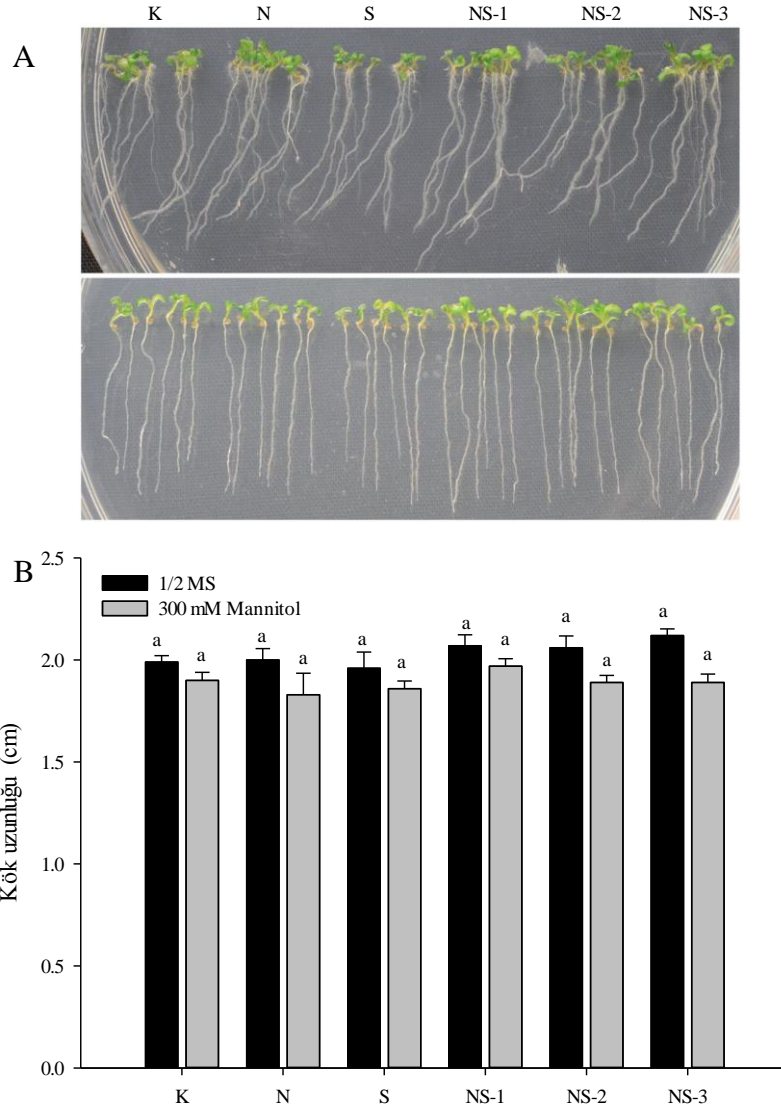 K N S NS-1 NS-2 NS-3
A
B
2.5
1/2 MS
300 mM Mannitol
a a a a a a a a a a a a
2.0
1.5
1.0
0.5
0.0
Kök uzunluğu (cm)
K N S NS-1 NS-2 NS-3